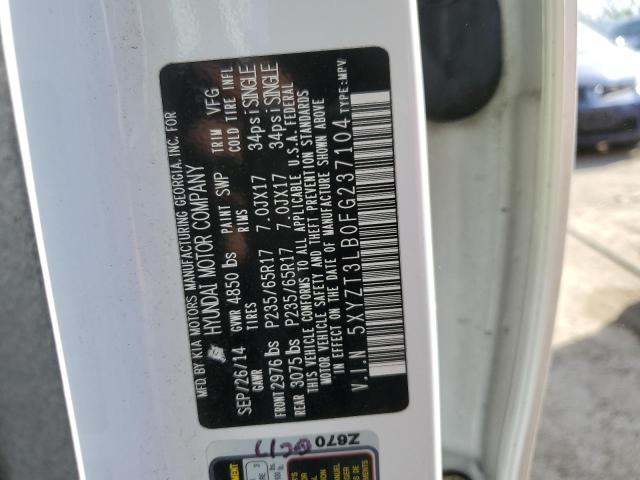 MFD BY KIA MOTORS MANUFACTURING GEORGIA, INC. FOR
HYUNDAI MOTOR COMPANY
SEP/26/14 GVWR 4850 lbs PAINT SWP TRIM VFG
GAWR TIRES RIMS COLD TIRE INFL
FRONT 2976 lbs P235/65R17 7.0JX17 34psi SINGLE
REAR 3075 lbs P235/65R17 7.0JX17 34psi SINGLE
THIS VEHICLE CONFORMS TO ALL APPLICABLE U.S.A. FEDERAL
MOTOR VEHICLE SAFETY AND THEFT PREVENTION STANDARDS
IN EFFECT ON THE DATE OF MANUFACTURE SHOWN ABOVE
V.I.N 5XYZT3LB0FG237104 TYPE:MPV
Z670